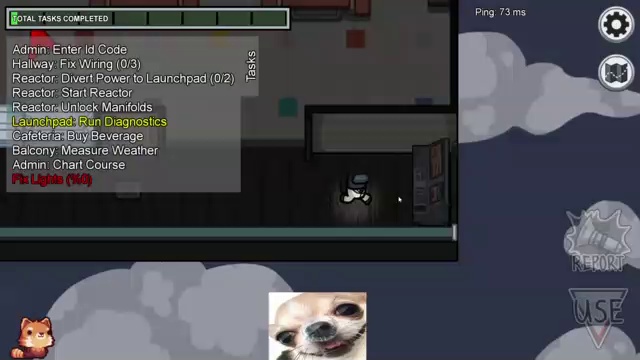 TOTAL TASKS COMPLETED
Ping: 73 ms
Admin: Enter Id Code
Hallway: Fix Wiring (0/3)
Reactor: Divert Power to Launchpad (0/2)
Reactor: Start Reactor
Reactor: Unlock Manifolds
Launchpad: Run Diagnostics
Cafeteria: Buy Beverage
Balcony: Measure Weather
Admin: Chart Course
Fix Lights (%0)
Tasks
REPORT
USE